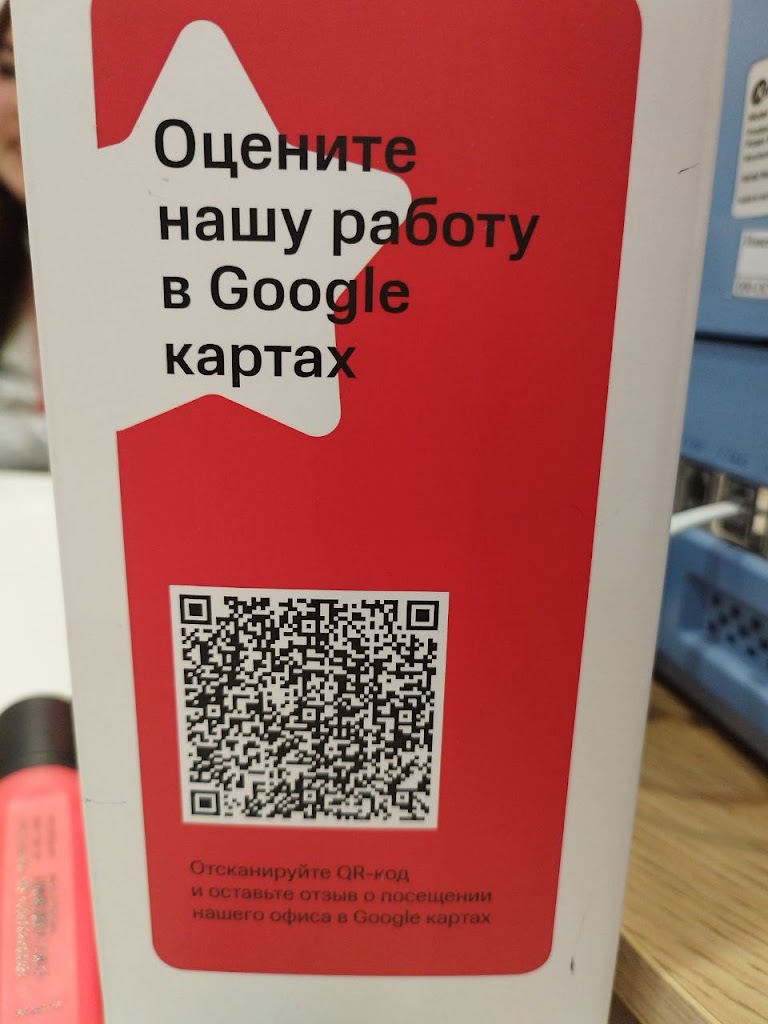 Оцените
нашу работу
в Google
картах
Отсканируйте QR-код
и оставьте отзыв о посещении
нашего офиса в Google картах